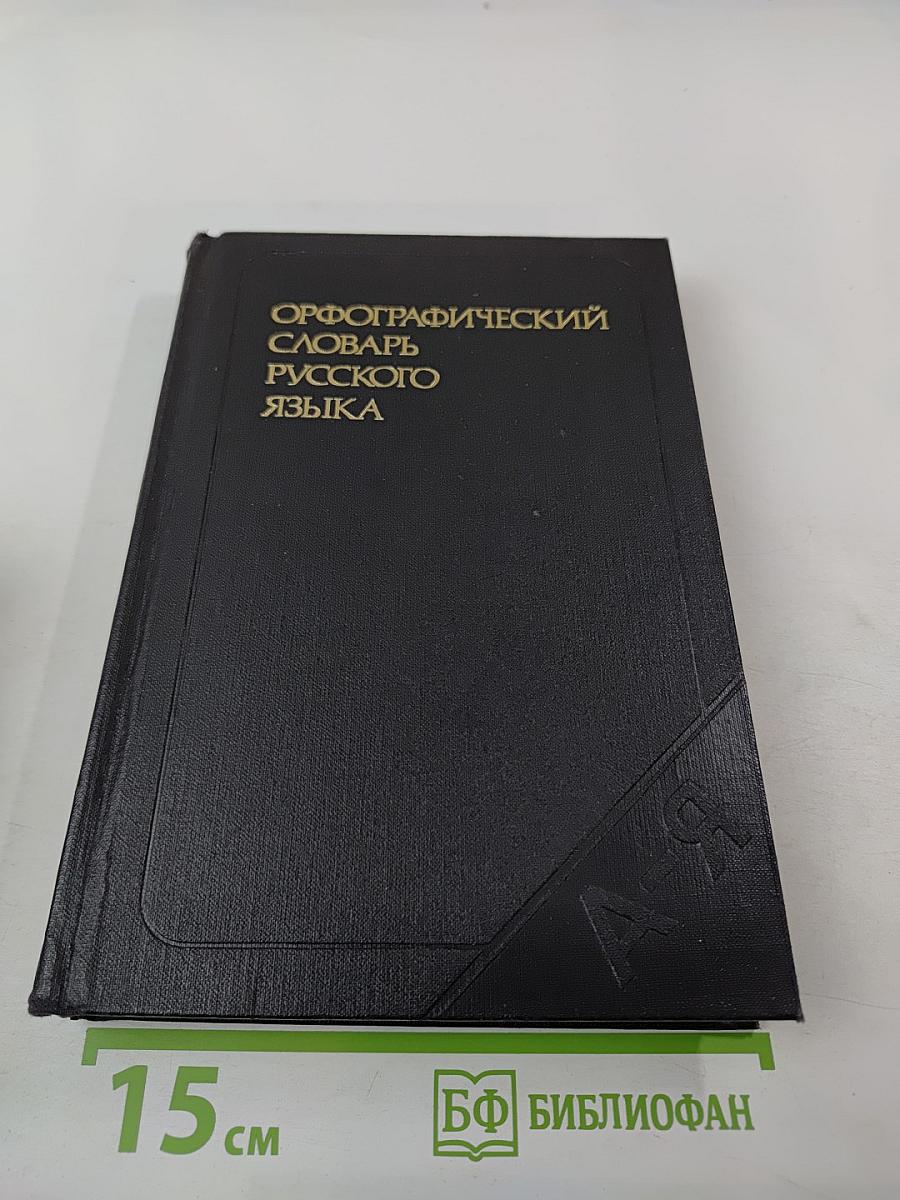 ОРФОГРАФИЧЕСКИЙ
СЛОВАРЬ
РУССКОГО
ЯЗЫКА
А-Я
15 см
БФ БИБЛИОФАН